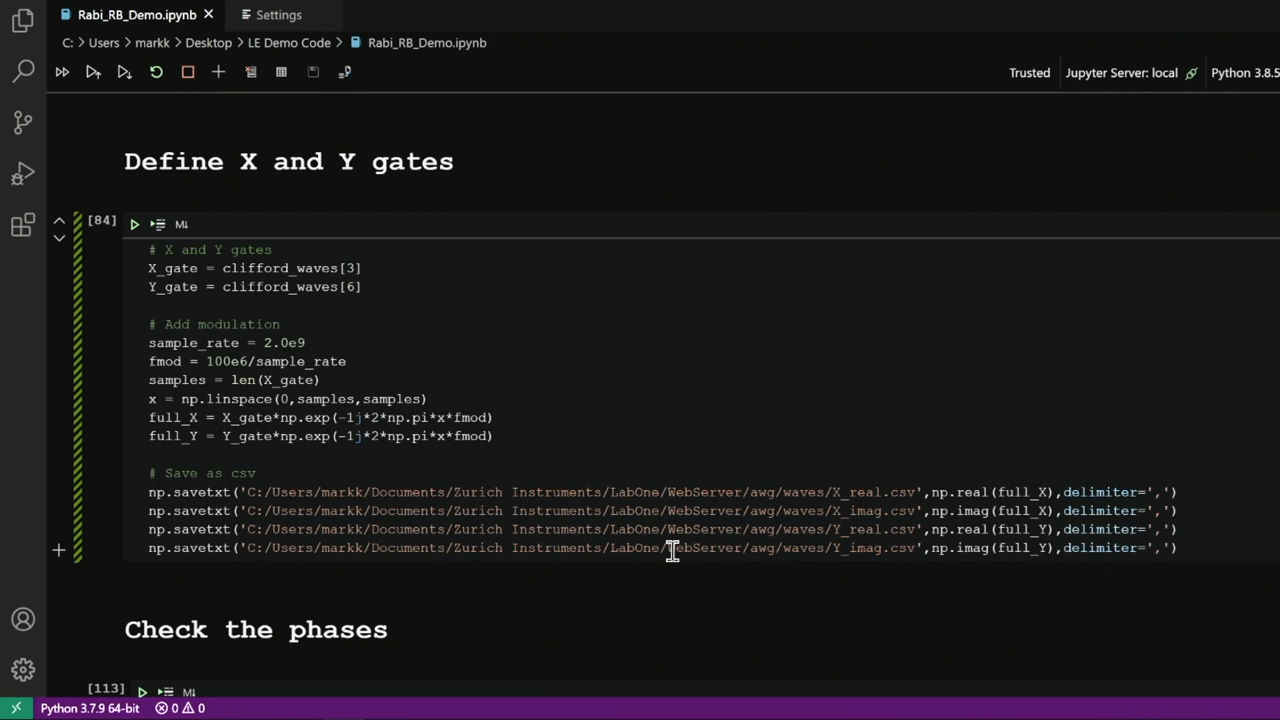 Rabi_RB_Demo.ipynb Settings
C: > Users > markk > Desktop > LE Demo Code > Rabi_RB_Demo.ipynb
Trusted Jupyter Server: local Python 3.8.5
Define X and Y gates
[84] M↓
# X and Y gates
X_gate = clifford_waves[3]
Y_gate = clifford_waves[6]
# Add modulation
sample_rate = 2.0e9
fmod = 100e6/sample_rate
samples = len(X_gate)
x = np.linspace(0,samples,samples)
full_X = X_gate*np.exp(-1j*2*np.pi*x*fmod)
full_Y = Y_gate*np.exp(-1j*2*np.pi*x*fmod)
# Save as csv
np.savetxt('C:/Users/markk/Documents/Zurich Instruments/LabOne/WebServer/awg/waves/X_real.csv',np.real(full_X),delimiter=',')
np.savetxt('C:/Users/markk/Documents/Zurich Instruments/LabOne/WebServer/awg/waves/X_imag.csv',np.imag(full_X),delimiter=',')
np.savetxt('C:/Users/markk/Documents/Zurich Instruments/LabOne/WebServer/awg/waves/Y_real.csv',np.real(full_Y),delimiter=',')
np.savetxt('C:/Users/markk/Documents/Zurich Instruments/LabOne/WebServer/awg/waves/Y_imag.csv',np.imag(full_Y),delimiter=',')
Check the phases
[113] M↓
Python 3.7.9 64-bit 0 0